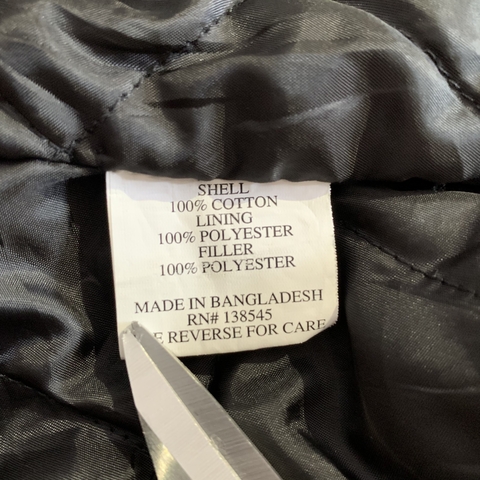 SHELL
100% COTTON
LINING
100% POLYESTER
FILLER
100% POLYESTER
MADE IN BANGLADESH
RN# 138545
REVERSE FOR CARE